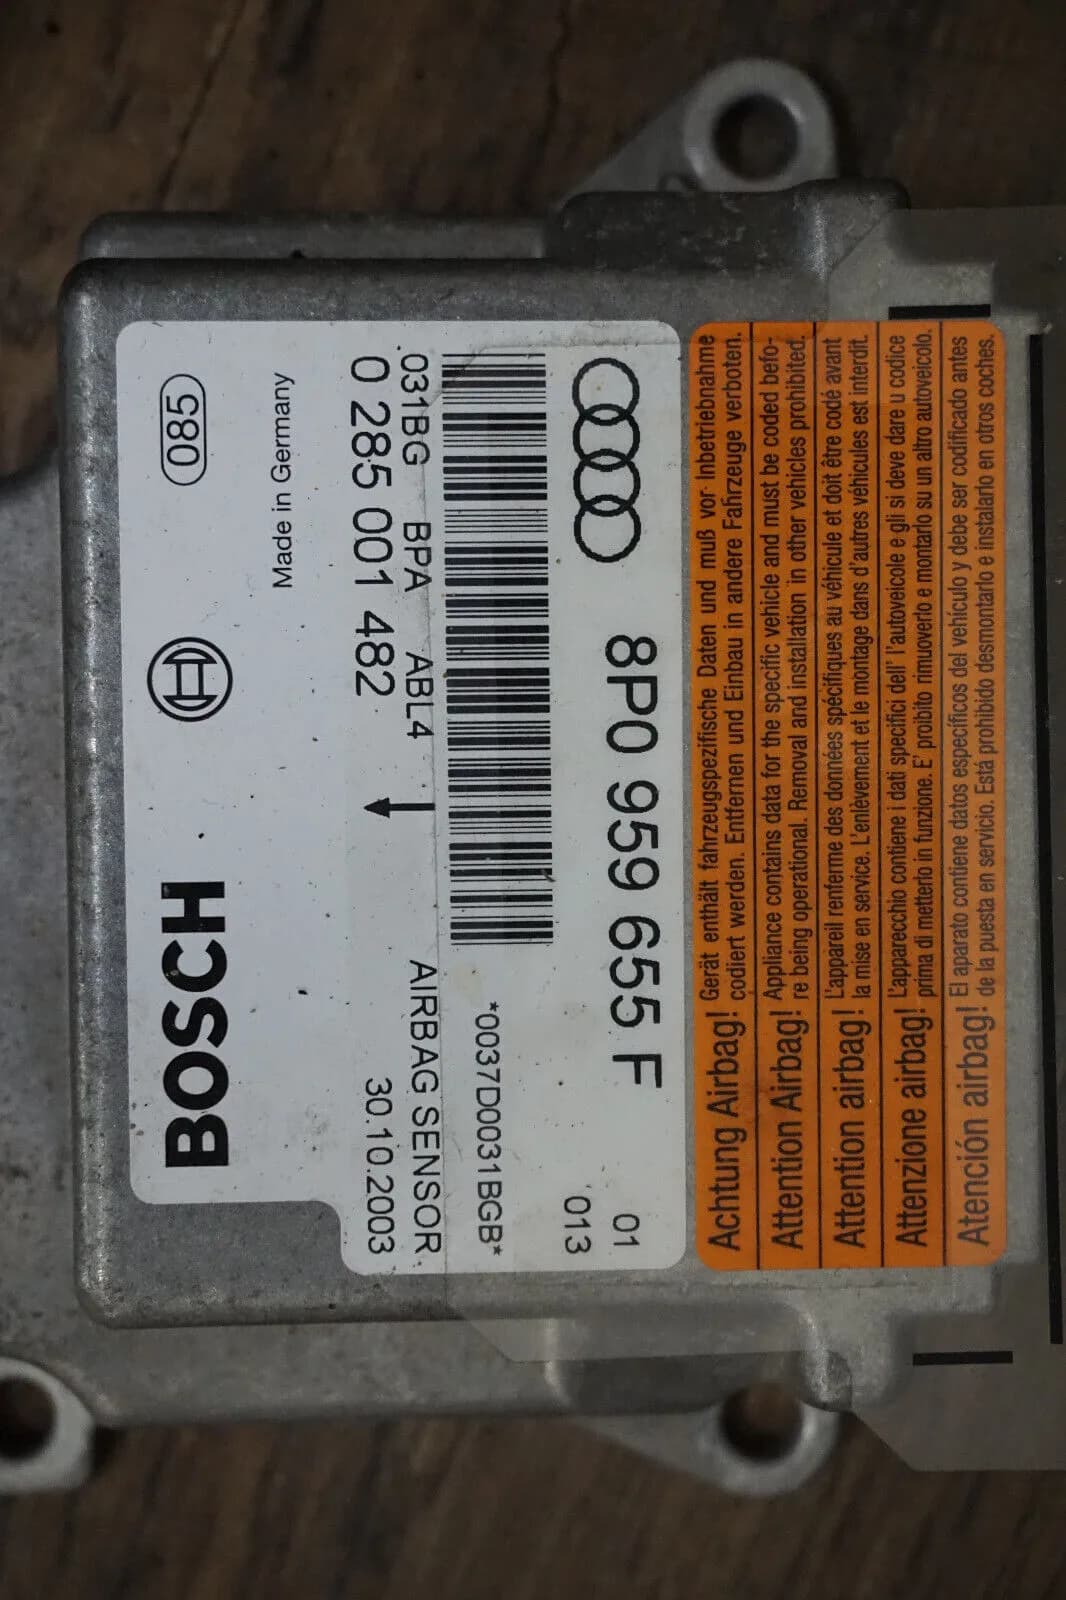 Achtung Airbag! Gerät enthält fahrzeugspezifische Daten und muß vor Inbetriebnahme
codiert werden. Entfernen und Einbau in andere Fahrzeuge verboten.
Attention Airbag! Appliance contains data for the specific vehicle and must be coded befo-
re being operational. Removal and installation in other vehicles prohibited.
Attention airbag! L'appareil renferme des données spécifiques au véhicule et doit être codé avant
la mise en service. L'enlèvement et le montage dans d'autres véhicules est interdit.
Attenzione airbag! L'apparecchio contiene i dati specifici dell' l'autoveicole e gli si deve dare u codice
prima di metterlo in funzione. E' proibito rimuoverlo e montarlo su un altro autoveicolo.
Atención airbag! El aparato contiene datos específicos del vehículo y debe ser codificado antes
de la puesta en servicio. Está prohibido desmontarlo e instalarlo en otros coches.
8P0 959 655 F 01
013
*0037D0031BGB*
031BG BPA ABL4 AIRBAG SENSOR
0 285 001 482 30.10.2003
Made in Germany
085 BOSCH